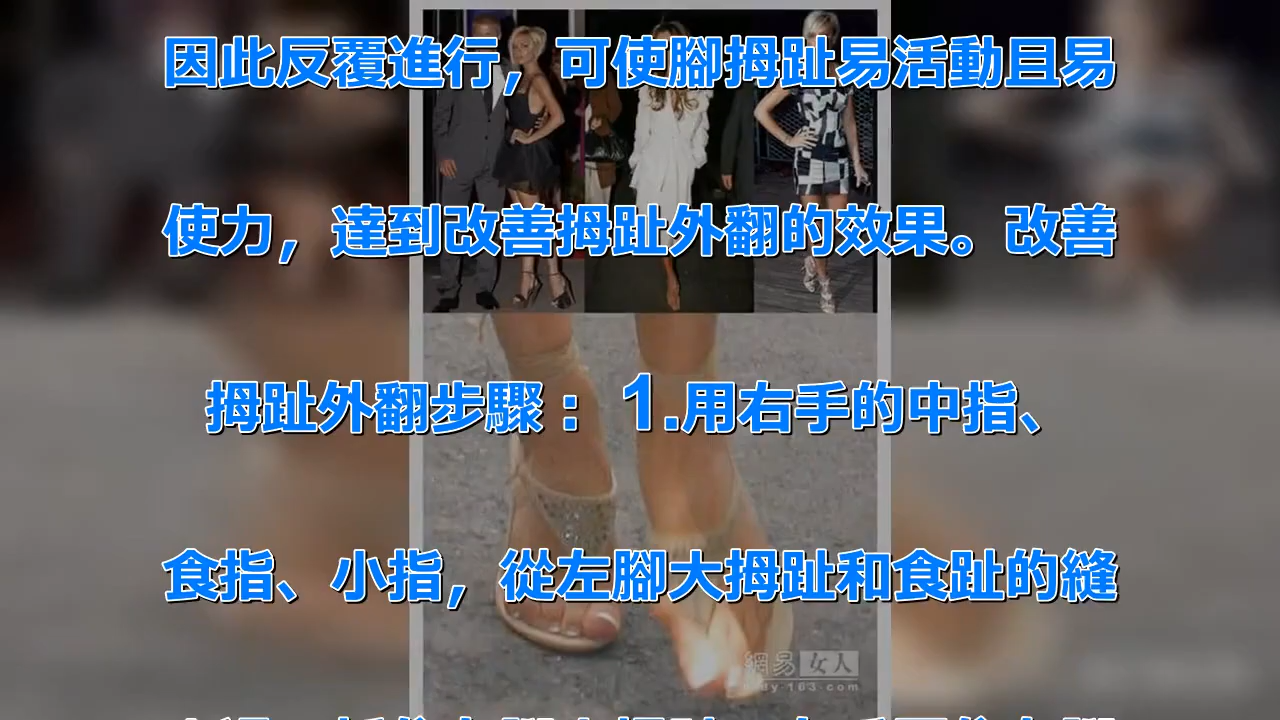 因此反覆進行，可使腳拇趾易活動且易
使力，達到改善拇趾外翻的效果。改善
拇趾外翻步驟：1.用右手的中指、
食指、小指，從左腳大拇趾和食趾的縫
網易 女人